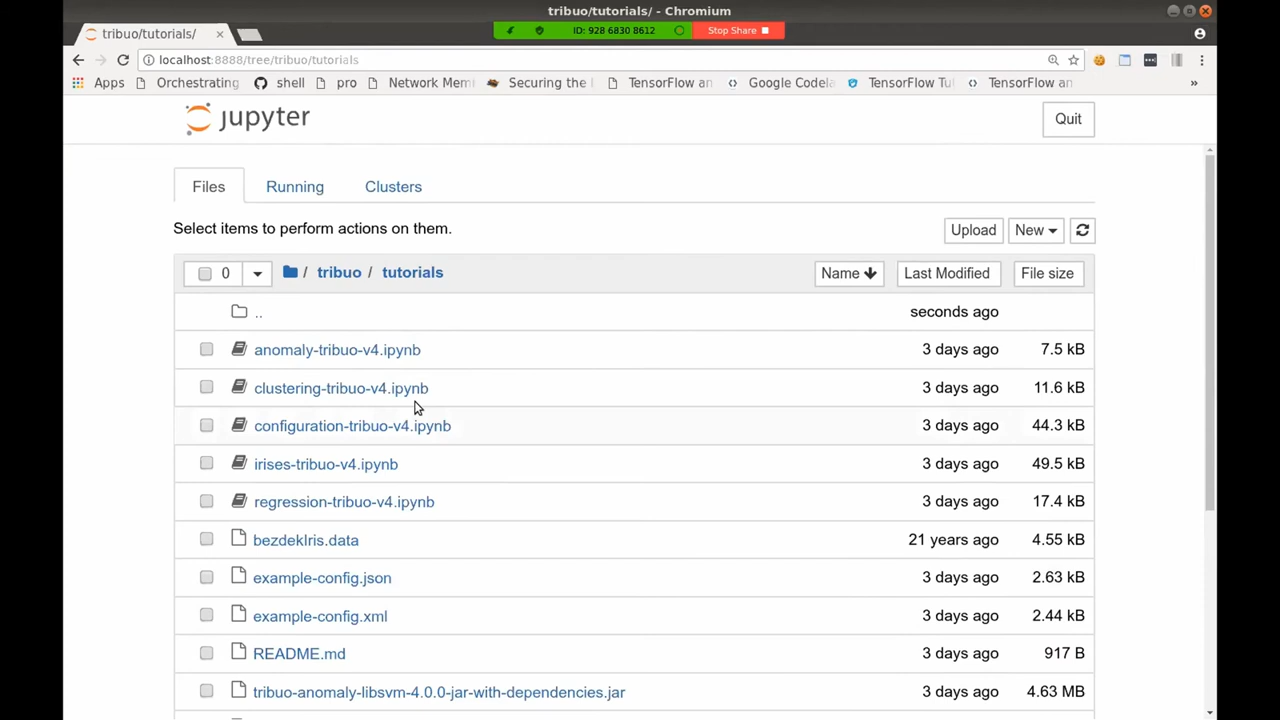 tribuo/tutorials/ - Chromium
tribuo/tutorials/
ID: 928 6830 8612 Stop Share
localhost:8888/tree/tribuo/tutorials
Apps Orchestrating shell pro Network Mem Securing the TensorFlow an Google Codela TensorFlow Tu TensorFlow an »
jupyter Quit
Files Running Clusters
Select items to perform actions on them. Upload New
0 / tribuo / tutorials Name Last Modified File size
.. seconds ago
anomaly-tribuo-v4.ipynb 3 days ago 7.5 kB
clustering-tribuo-v4.ipynb 3 days ago 11.6 kB
configuration-tribuo-v4.ipynb 3 days ago 44.3 kB
irises-tribuo-v4.ipynb 3 days ago 49.5 kB
regression-tribuo-v4.ipynb 3 days ago 17.4 kB
bezdekIris.data 21 years ago 4.55 kB
example-config.json 3 days ago 2.63 kB
example-config.xml 3 days ago 2.44 kB
README.md 3 days ago 917 B
tribuo-anomaly-libsvm-4.0.0-jar-with-dependencies.jar 3 days ago 4.63 MB